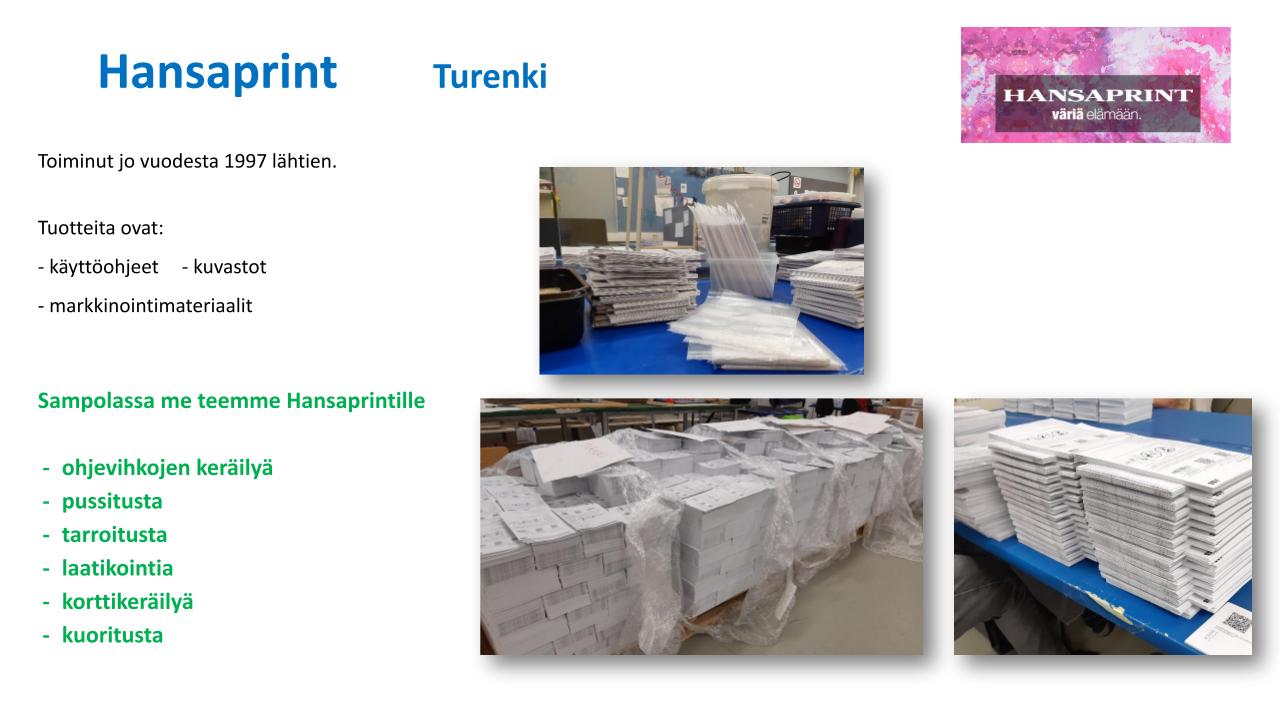 Hansaprint Turenki
HANSAPRINT
väriä elämään.
Toiminut jo vuodesta 1997 lähtien.
Tuotteita ovat:
- käyttöohjeet - kuvastot
- markkinointimateriaalit
Sampolassa me teemme Hansaprintille
- ohjevihkojen keräilyä
- pussitusta
- tarroitusta
- laatikointia
- korttikeräilyä
- kuoritusta